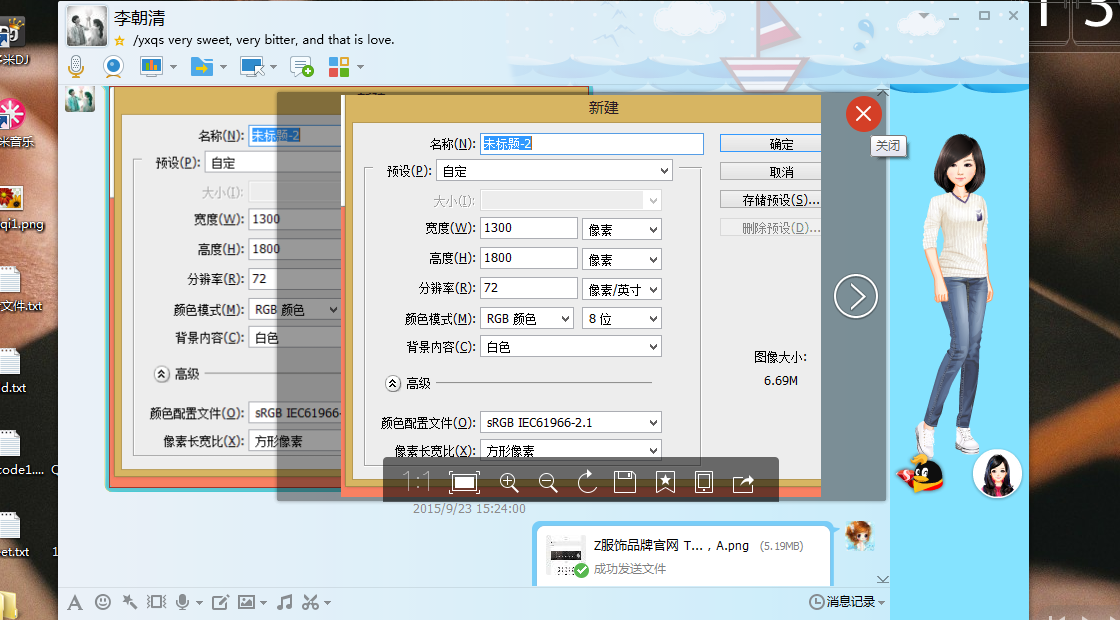 李朝清
/yxqs very sweet, very bitter, and that is love.
名称(N):
未标题-2
预设(P):
自定
大小(I):
宽度(W):
1300
高度(H):
1800
分辨率(R):
72
颜色模式(M):
RGB 颜色
背景内容(C):
白色
高级
颜色配置文件(O):
sRGB IEC61966-
像素长宽比(X):
方形像素
新建
名称(N):
未标题-2
预设(P):
自定
大小(I):
宽度(W):
1300
像素
高度(H):
1800
像素
分辨率(R):
72
像素/英寸
颜色模式(M):
RGB 颜色
8 位
背景内容(C):
白色
高级
颜色配置文件(O):
sRGB IEC61966-2.1
像素长宽比(X):
方形像素
确定
取消
存储预设(S)...
删除预设(D)...
图像大小:
6.69M
关闭
1:1
2015/9/23 15:24:00
Z服饰品牌官网 T... , A.png (5.19MB)
成功发送文件
消息记录
米DJ
米音乐
qi1.png
文件.txt
d.txt
code1....
et.txt
1 3